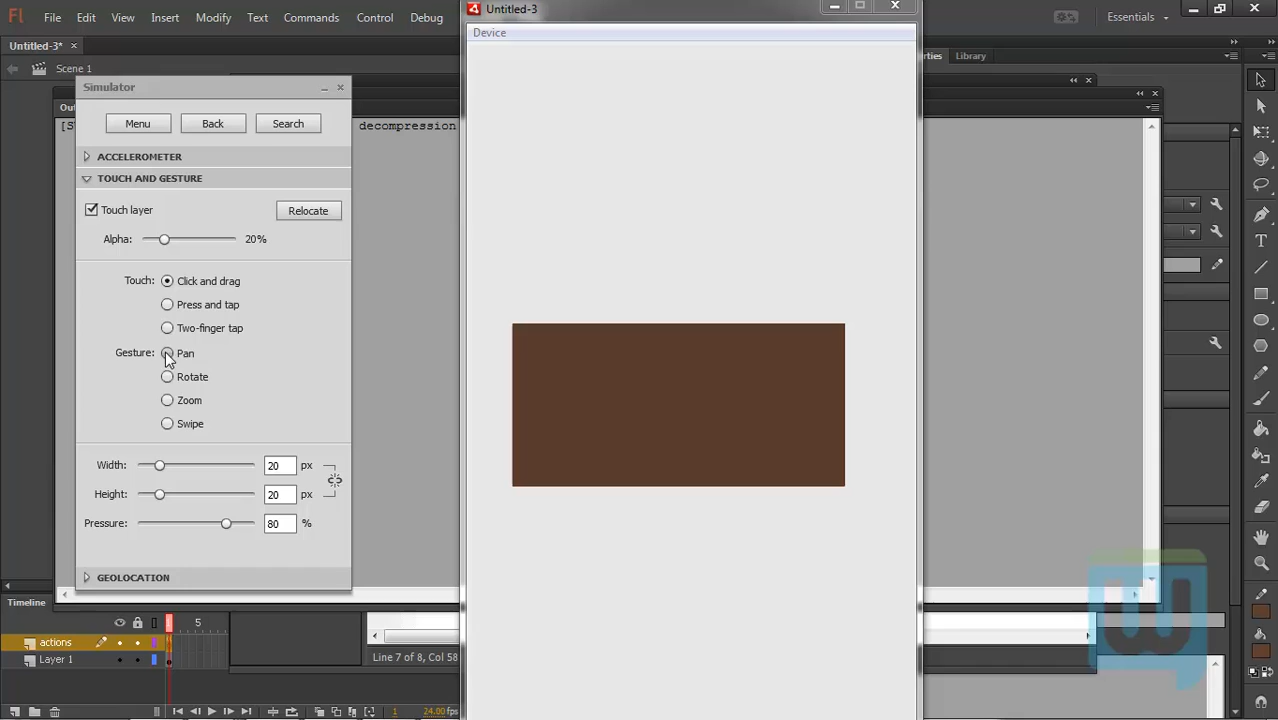 Fl File Edit View Insert Modify Text Commands Control Debug
Untitled-3
Essentials
Untitled-3* ×
Device
Scene 1
Library
Simulator
Menu Back Search
decompression
ACCELEROMETER
TOUCH AND GESTURE
Touch layer Relocate
Alpha: 20%
Touch: Click and drag
Press and tap
Two-finger tap
Gesture: Pan
Rotate
Zoom
Swipe
Width: 20 px
Height: 20 px
Pressure: 80 %
GEOLOCATION
Timeline
5
actions
Layer 1
Line 7 of 8, Col 58
1 24.00 fps